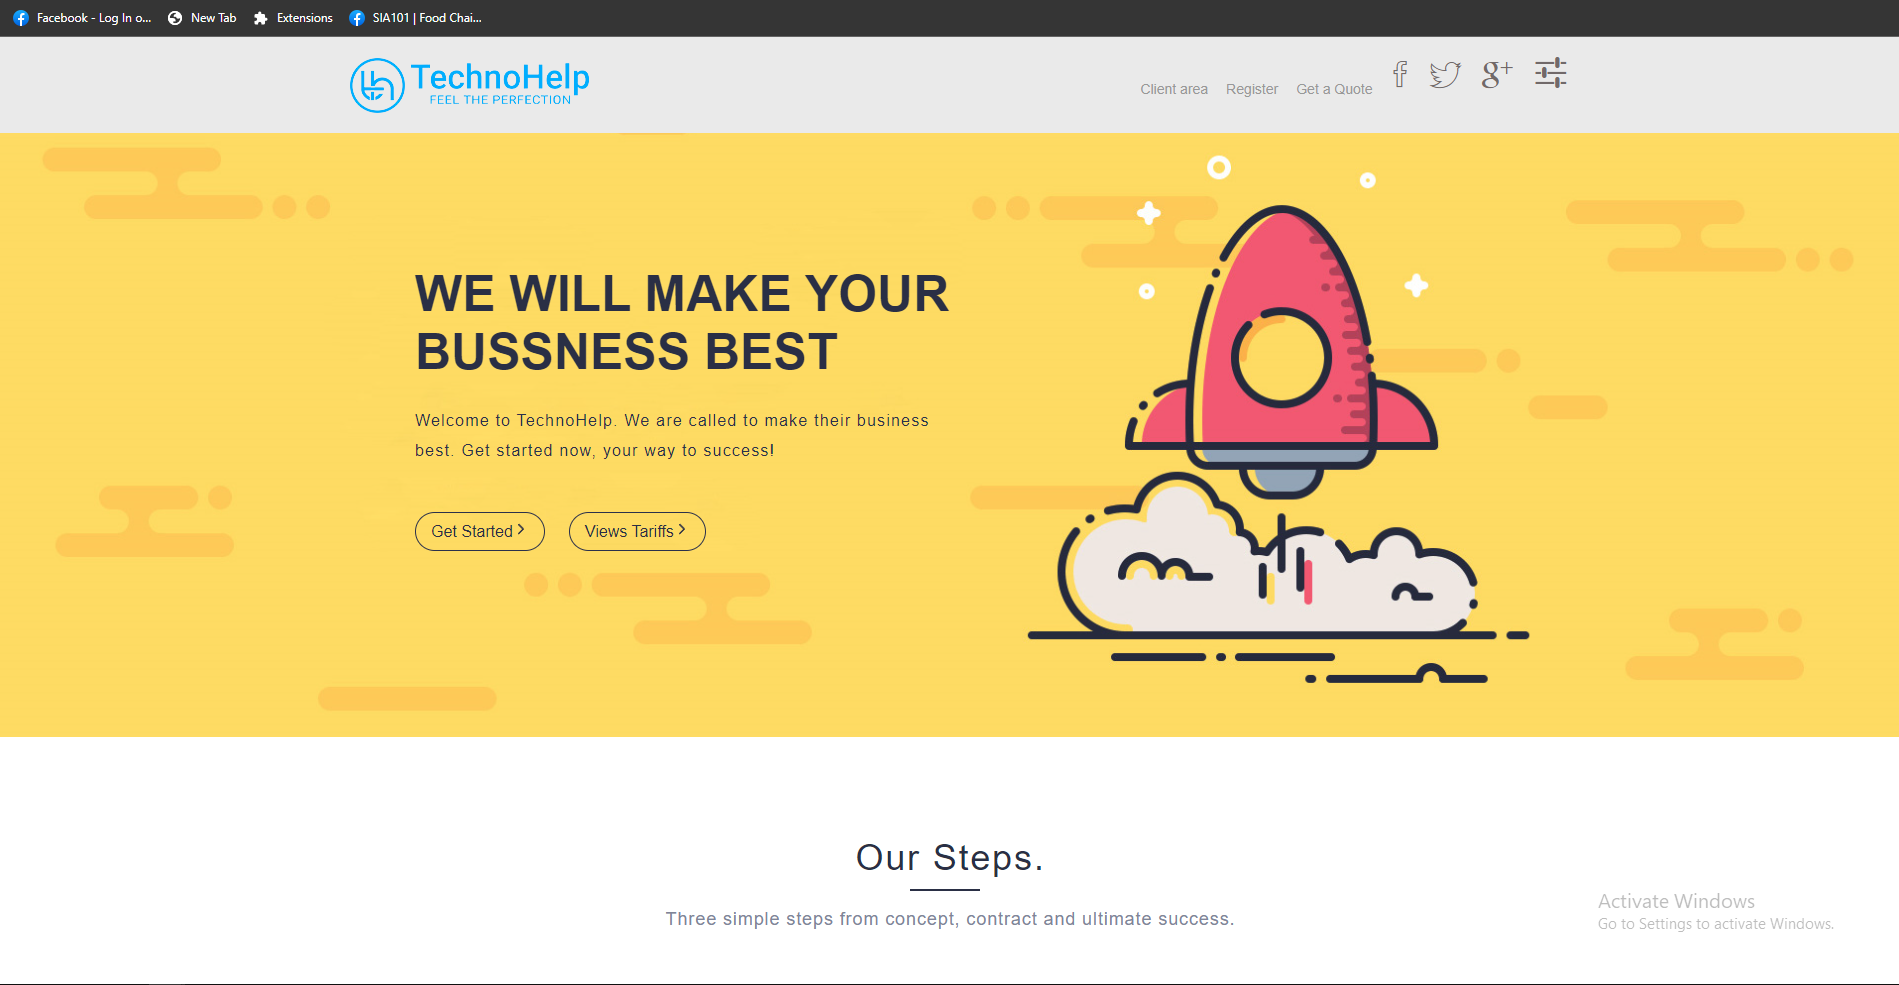 Facebook - Log In o...
New Tab
Extensions
SIA101 | Food Chai...
TechnoHelp
FEEL THE PERFECTION
Client area
Register
Get a Quote
WE WILL MAKE YOUR
BUSSNESS BEST
Welcome to TechnoHelp. We are called to make their business
best. Get started now, your way to success!
Get Started
Views Tariffs
Our Steps.
Three simple steps from concept, contract and ultimate success.
Activate Windows
Go to Settings to activate Windows.